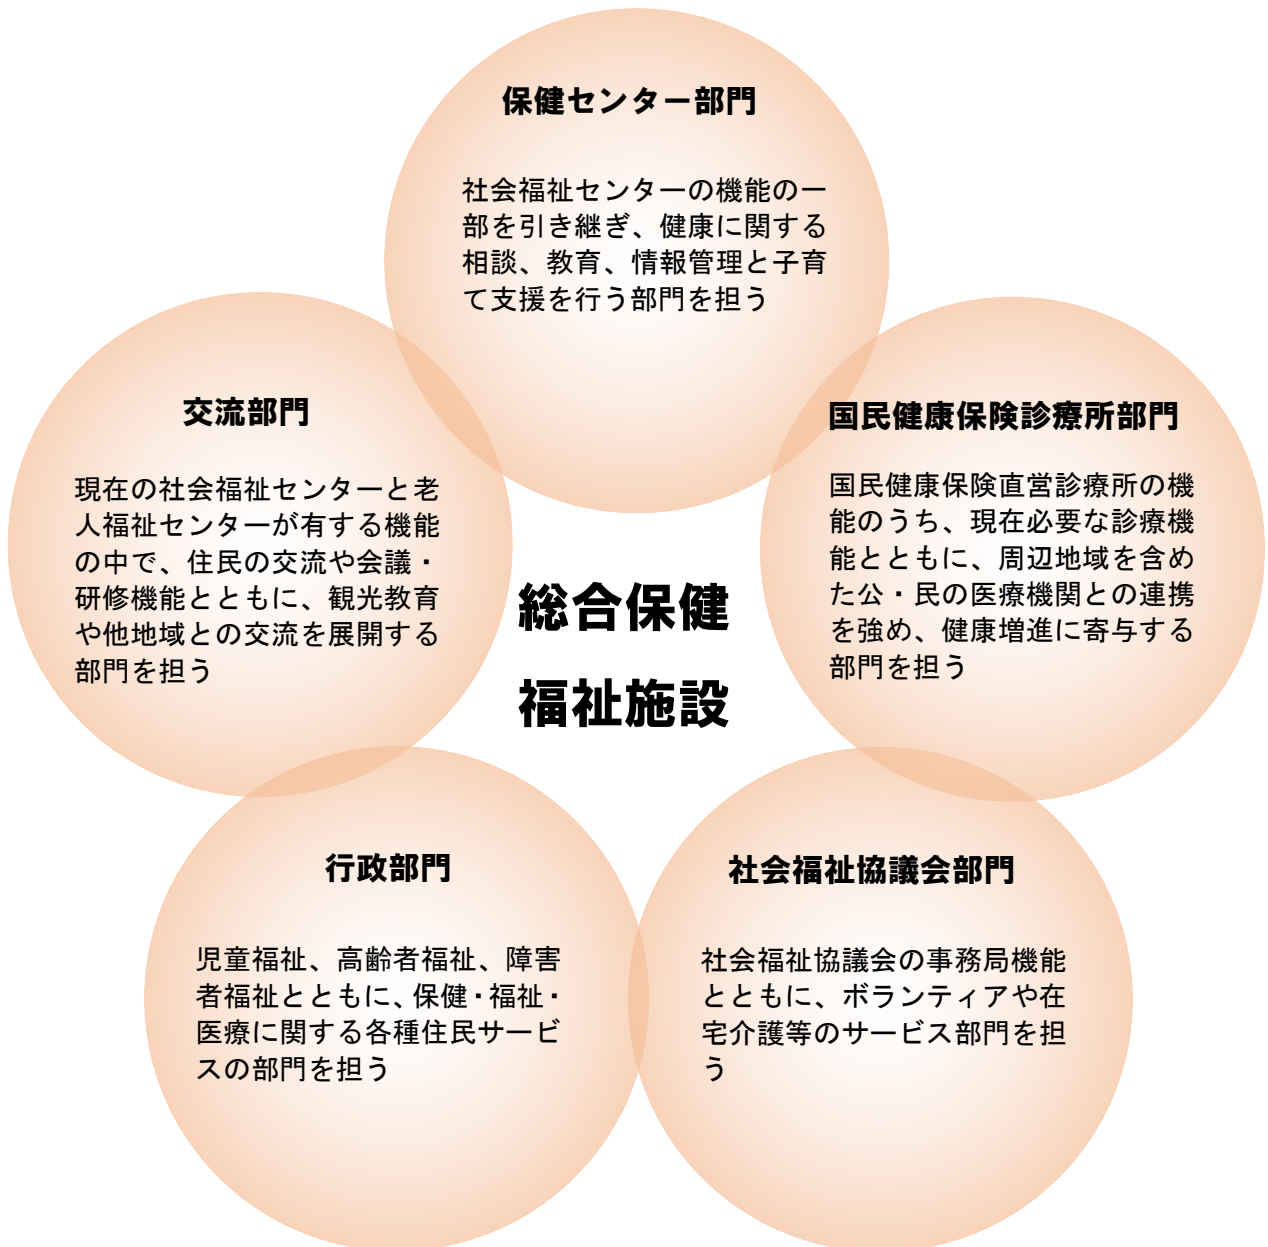 保健センター部門
社会福祉センターの機能の一
部を引き継ぎ、健康に関する
相談、教育、情報管理と子育
て支援を行う部門を担う
交流部門
現在の社会福祉センターと老
人福祉センターが有する機能
の中で、住民の交流や会議・
研修機能とともに、観光教育
や他地域との交流を展開する
部門を担う
国民健康保険診療所部門
国民健康保険直営診療所の機
能のうち、現在必要な診療機
能とともに、周辺地域を含め
た公・民の医療機関との連携
を強め、健康増進に寄与する
部門を担う
総合保健
福祉施設
行政部門
児童福祉、高齢者福祉、障害
者福祉とともに、保健・福祉・
医療に関する各種住民サービ
スの部門を担う
社会福祉協議会部門
社会福祉協議会の事務局機能
とともに、ボランティアや在
宅介護等のサービス部門を担
う